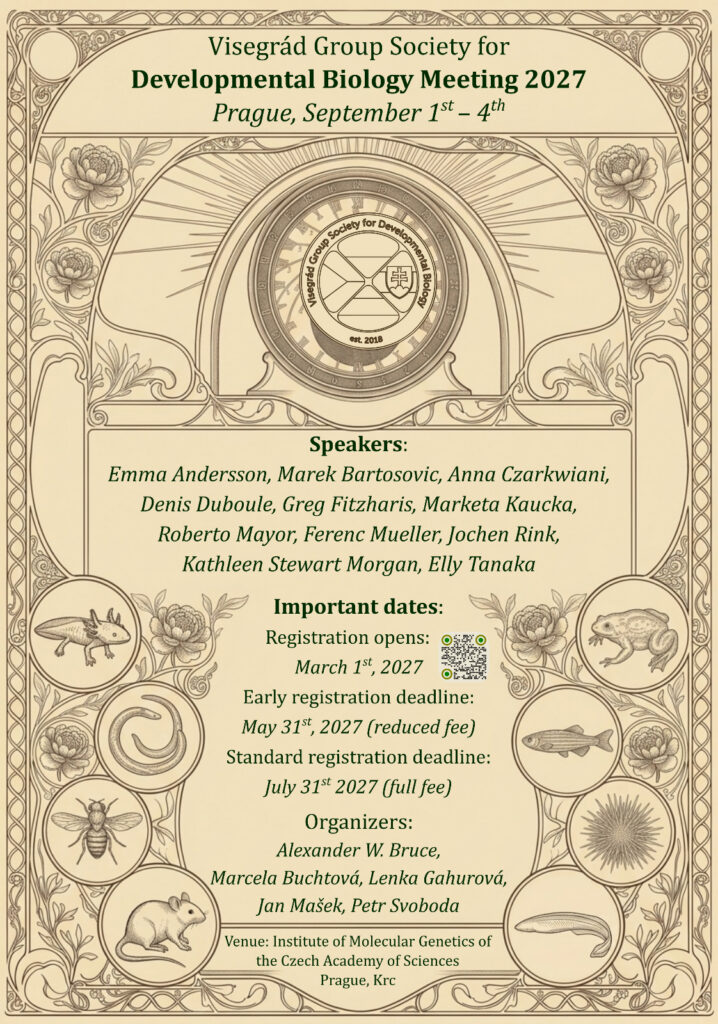 Visegrád Group Society for
Developmental Biology Meeting 2027
Prague, September 1st – 4th
Visegrád Group Society for Developmental Biology
est. 2018
Speakers:
Emma Andersson, Marek Bartosovic, Anna Czarkwiani,
Denis Duboule, Greg Fitzharis, Marketa Kaucka,
Roberto Mayor, Ferenc Mueller, Jochen Rink,
Kathleen Stewart Morgan, Elly Tanaka
Important dates:
Registration opens:
March 1st, 2027
Early registration deadline:
May 31st, 2027 (reduced fee)
Standard registration deadline:
July 31st 2027 (full fee)
Organizers:
Alexander W. Bruce,
Marcela Buchtová, Lenka Gahurová,
Jan Mašek, Petr Svoboda
Venue: Institute of Molecular Genetics of
the Czech Academy of Sciences
Prague, Krc